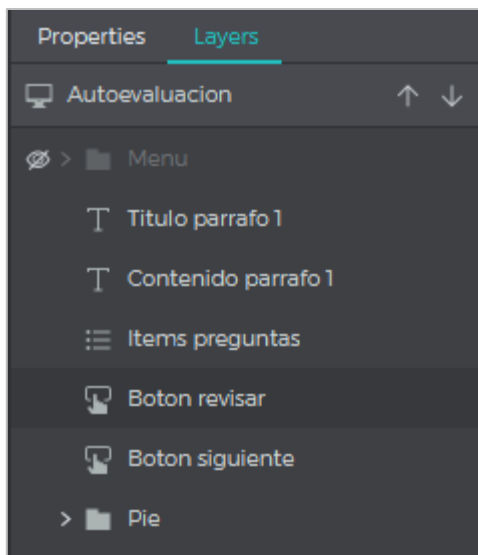 Properties Layers
Autoevaluacion
Menu
Titulo parrafo 1
Contenido parrafo 1
Items preguntas
Boton revisar
Boton siguiente
Pie